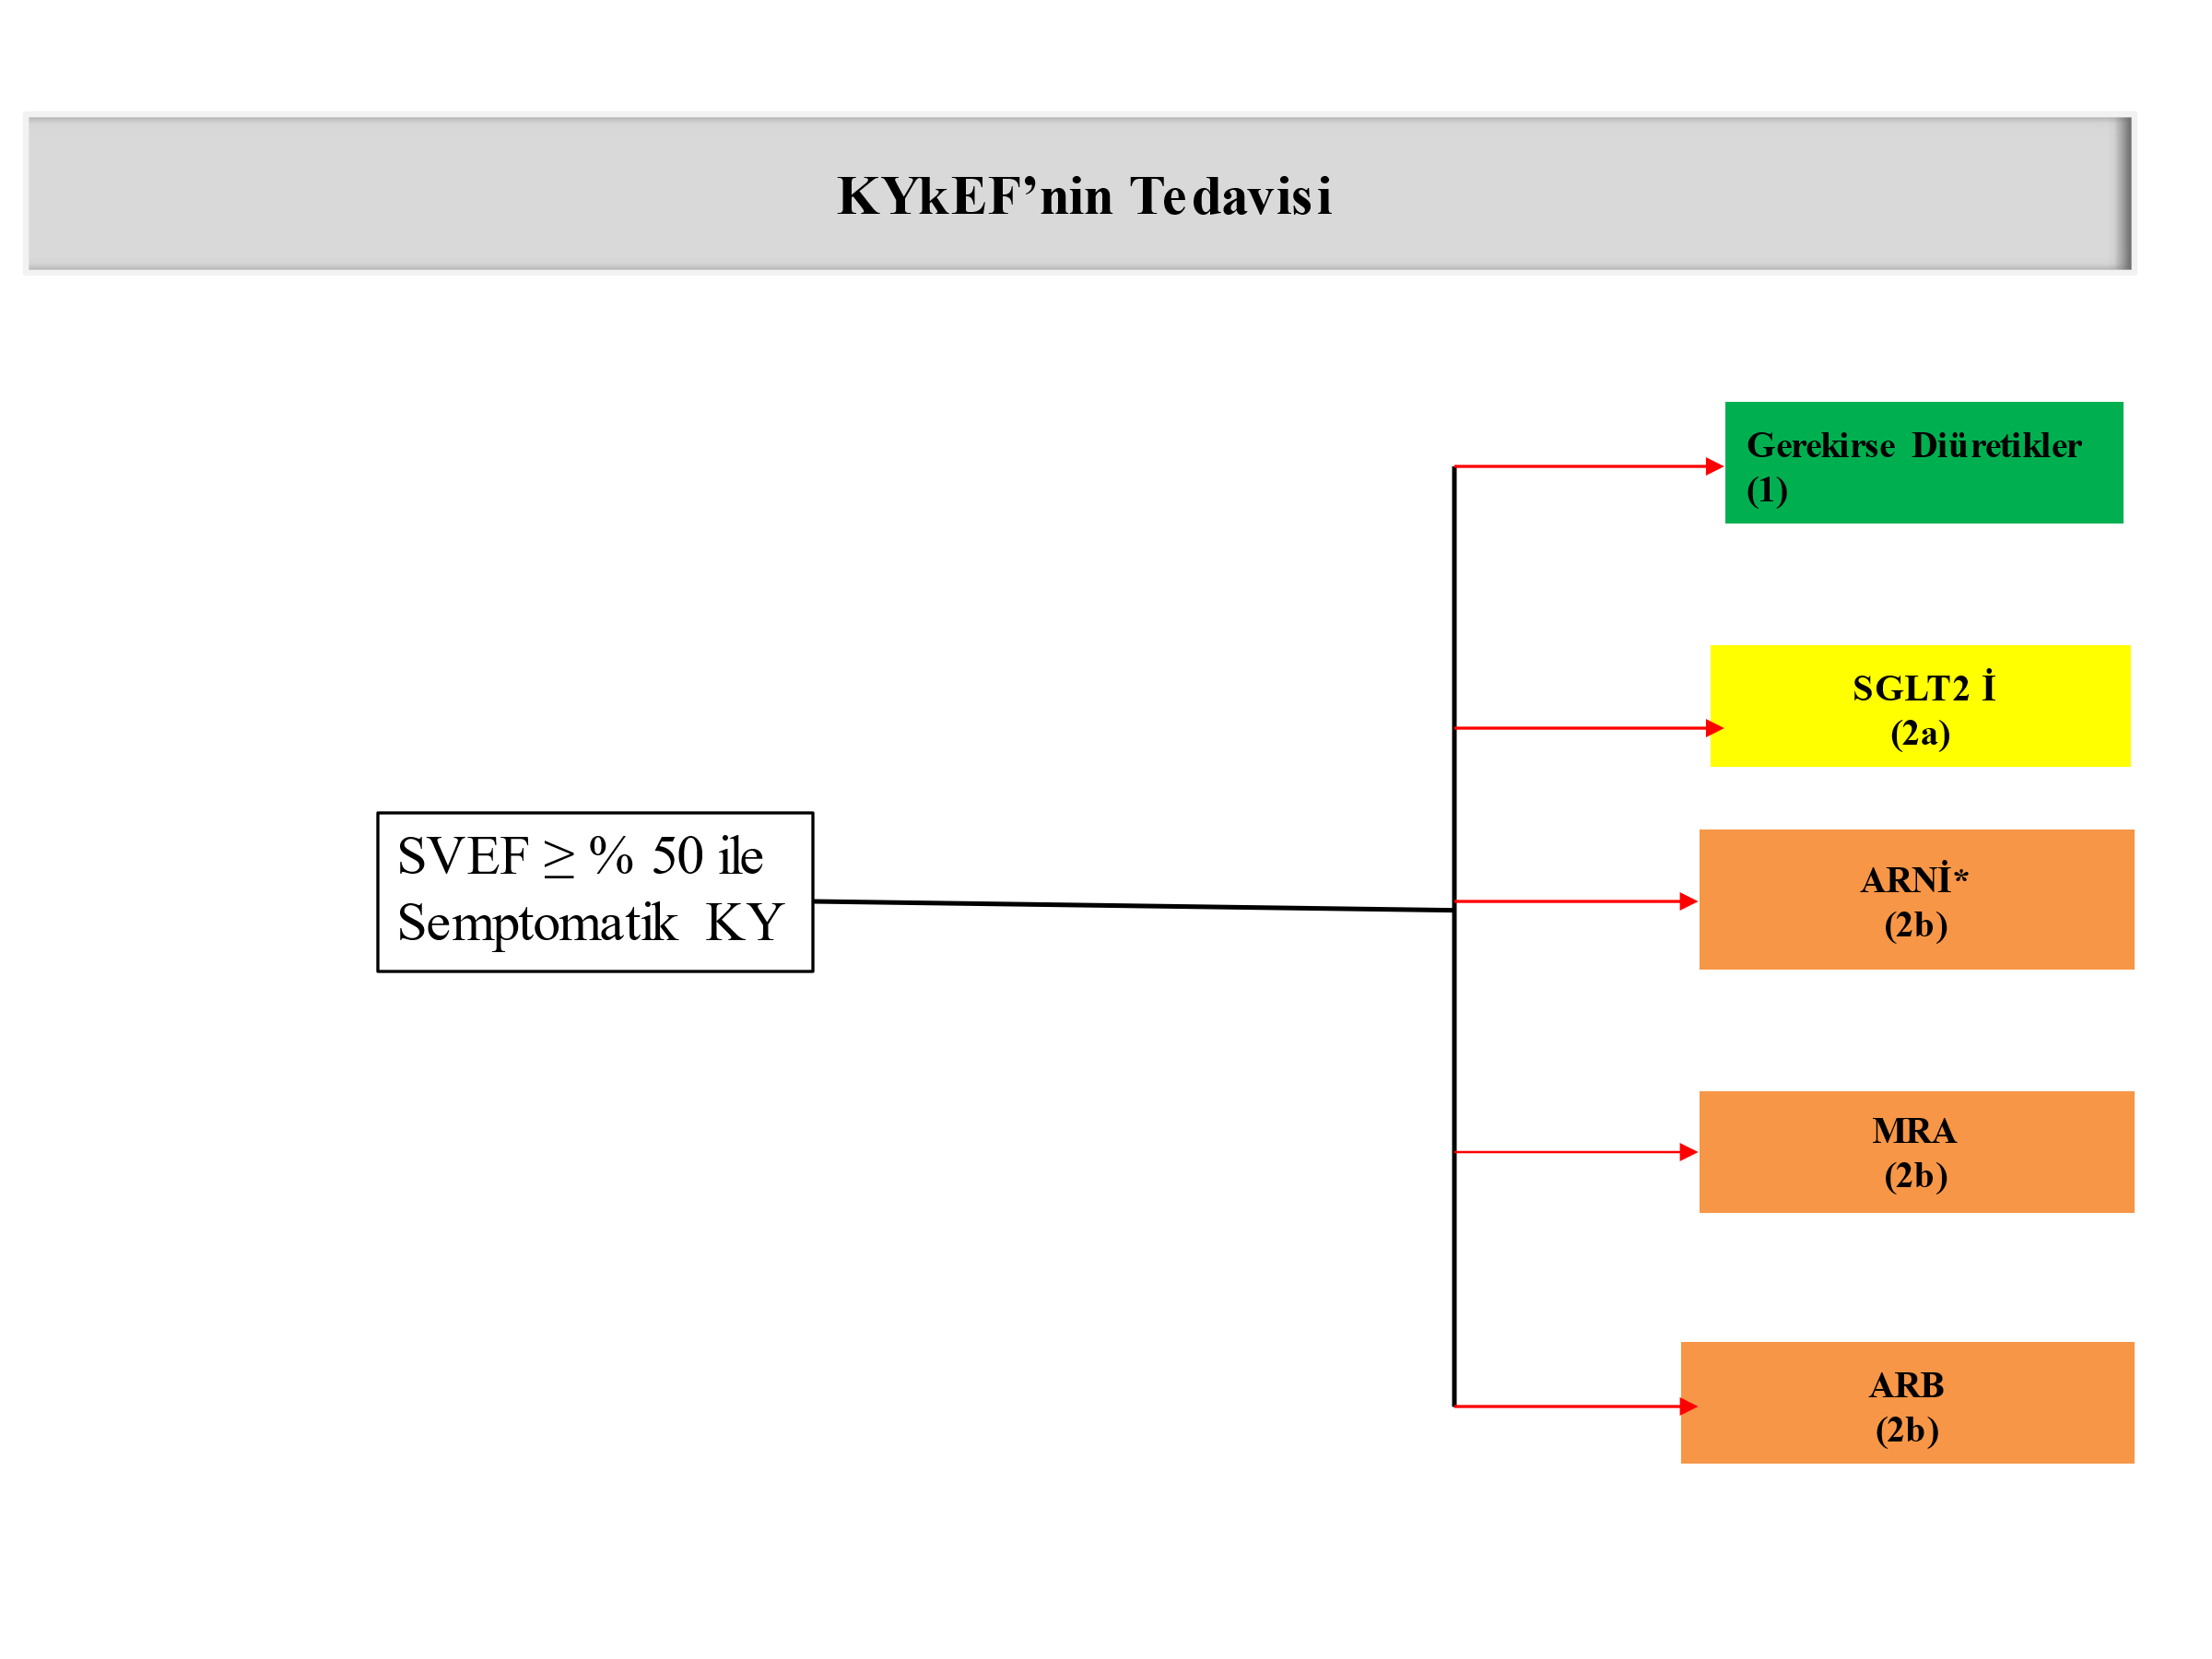 KYkEF’nin Tedavisi
Gerekirse Diüretikler
(1)
SGLT2 İ
(2a)
SVEF ≥ % 50 ile
Semptomatik KY
ARNİ*
(2b)
MRA
(2b)
ARB
(2b)